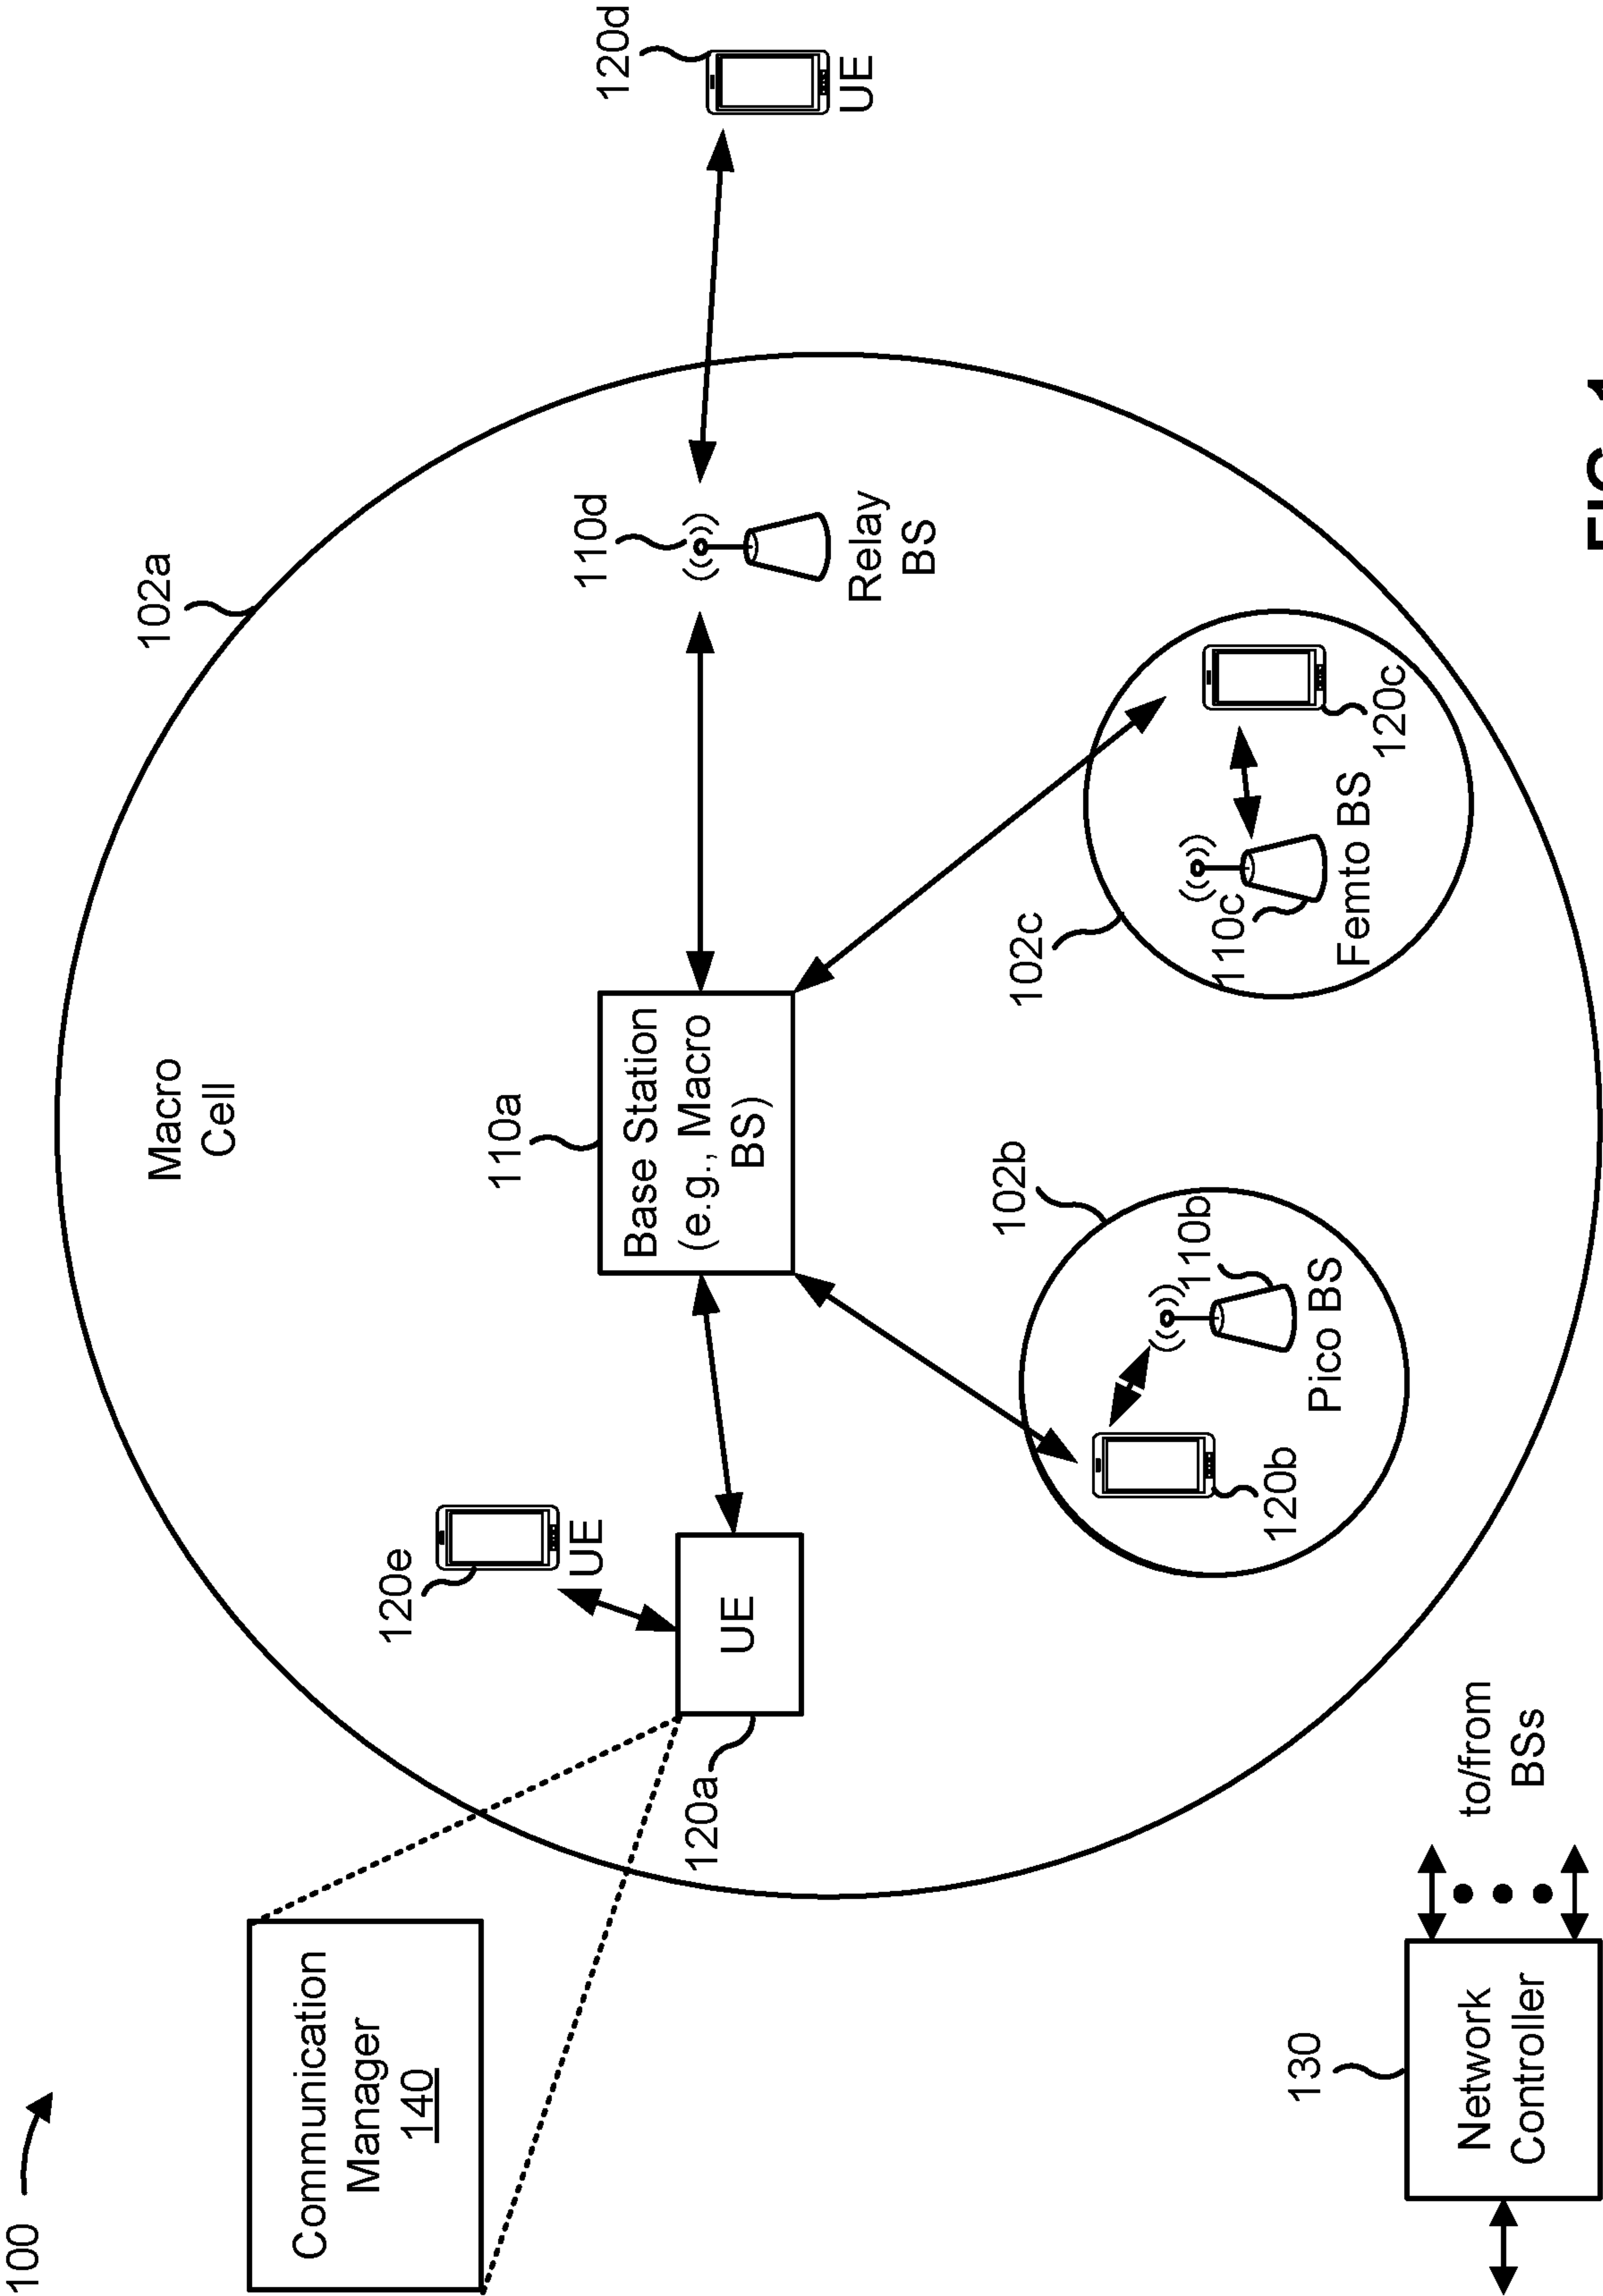 100
Communication
Manager
140
102a
Macro
Cell
120e
UE
110a
Base Station
(e.g., Macro
BS)
110d
Relay
BS
120d
UE
UE
120a
102b
110b
Pico BS
120b
102c
110c
Femto BS
120c
130
Network
Controller
to/from
BSs